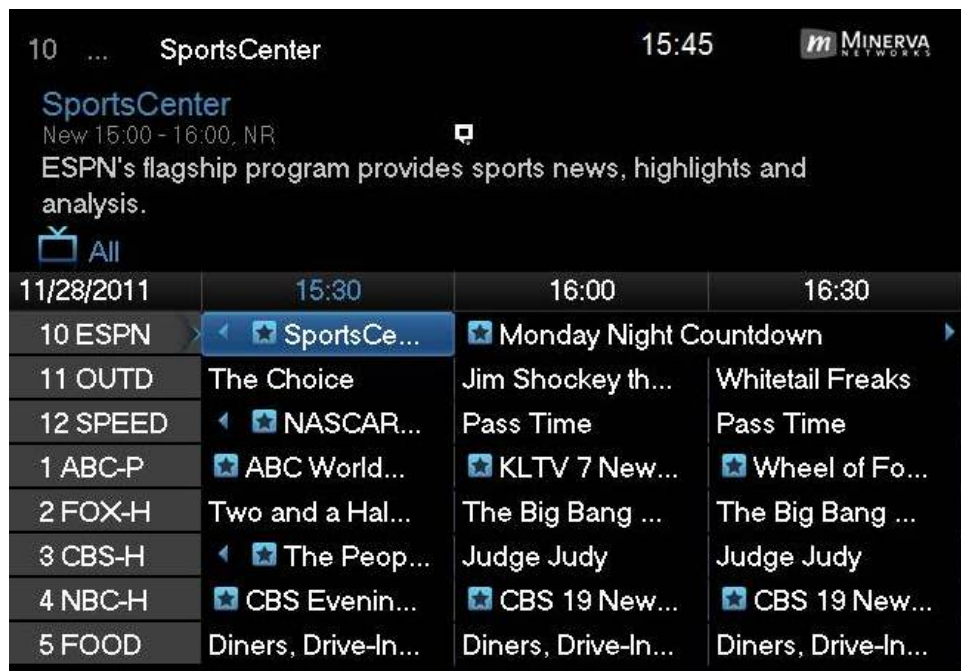 10 ... SportsCenter 15:45 m MINERVA NETWORKS
SportsCenter
New 15:00 - 16:00, NR
ESPN's flagship program provides sports news, highlights and
analysis.
All
11/28/2011 15:30 16:00 16:30
10 ESPN SportsCe... Monday Night Countdown
11 OUTD The Choice Jim Shockey th... Whitetail Freaks
12 SPEED NASCAR... Pass Time Pass Time
1 ABC-P ABC World... KLTV 7 New... Wheel of Fo...
2 FOX-H Two and a Hal... The Big Bang ... The Big Bang ...
3 CBS-H The Peop... Judge Judy Judge Judy
4 NBC-H CBS Evenin... CBS 19 New... CBS 19 New...
5 FOOD Diners, Drive-In... Diners, Drive-In... Diners, Drive-In...